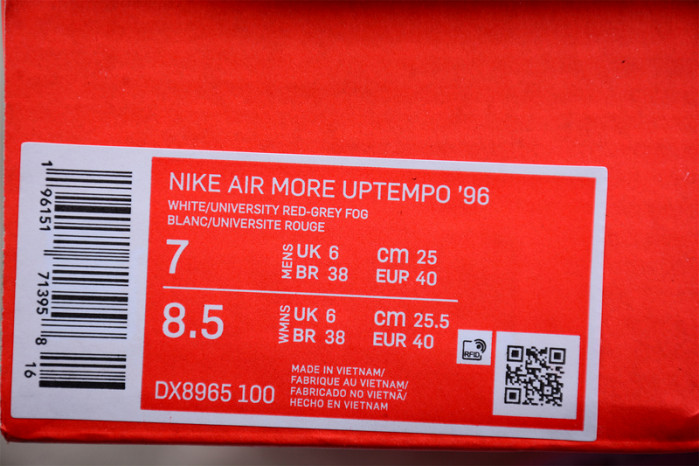 NIKE AIR MORE UPTEMPO '96
WHITE/UNIVERSITY RED-GREY FOG
BLANC/UNIVERSITE ROUGE
7 MENS UK 6 cm 25
BR 38 EUR 40
8.5 WMNS UK 6 cm 25.5
BR 38 EUR 40
RFID
MADE IN VIETNAM/
FABRIQUE AU VIETNAM/
FABRICADO NO VIETNÃ/
HECHO EN VIETNAM
DX8965 100
1 96151 71395 8 16